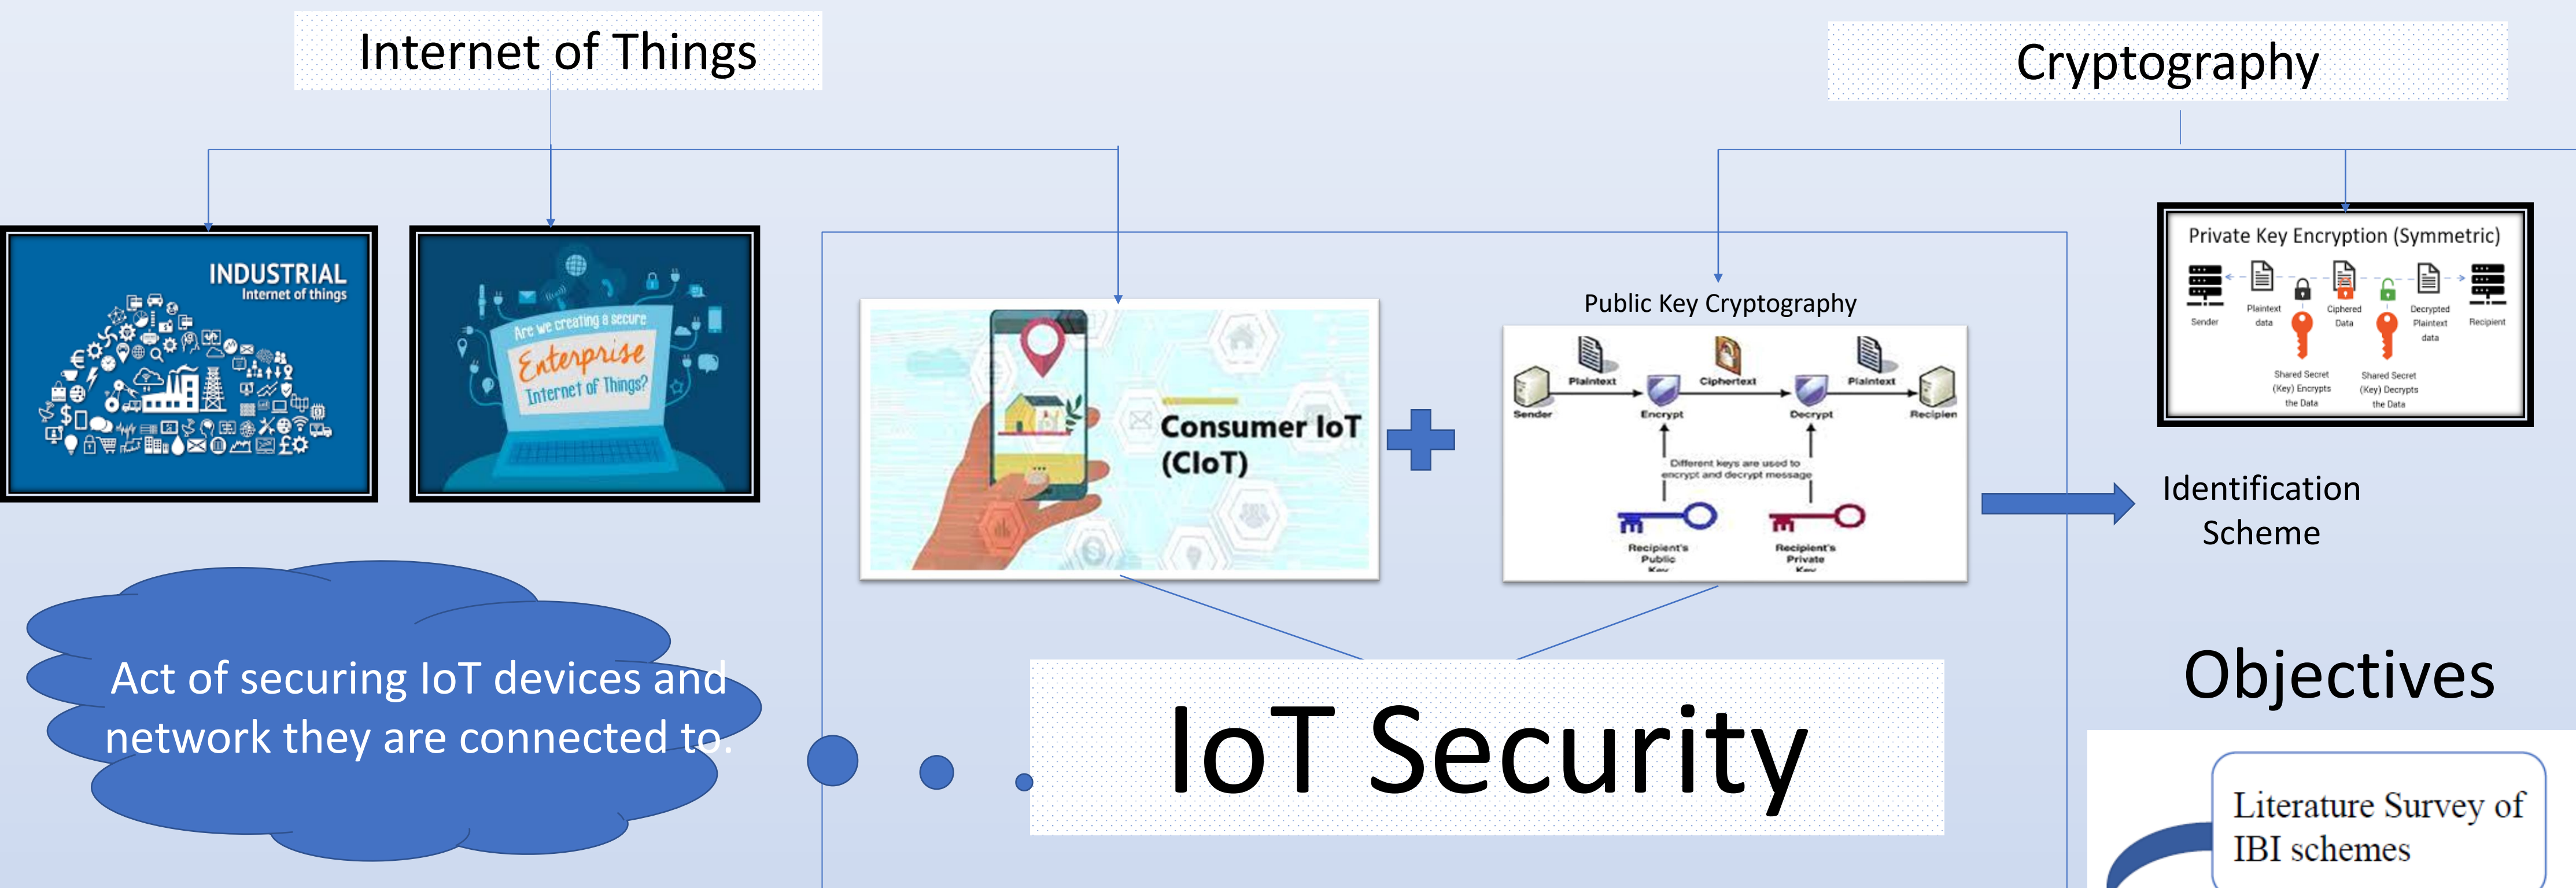 Internet of Things
Cryptography
INDUSTRIAL
Internet of things
Are we creating a secure
Enterprise
Internet of Things?
Consumer IoT
(CIoT)
Public Key Cryptography
Plaintext
Ciphertext
Plaintext
Sender
Encrypt
Decrypt
Recipien
Different keys are used to
encrypt and decrypt message
Recipient's
Public
Key
Recipient's
Private
Key
Private Key Encryption (Symmetric)
Sender
Plaintext
data
Ciphered
Data
Decrypted
Plaintext
data
Recipient
Shared Secret
(Key) Encrypts
the Data
Shared Secret
(Key) Decrypts
the Data
Identification
Scheme
Act of securing IoT devices and
network they are connected to.
IoT Security
Objectives
Literature Survey of
IBI schemes